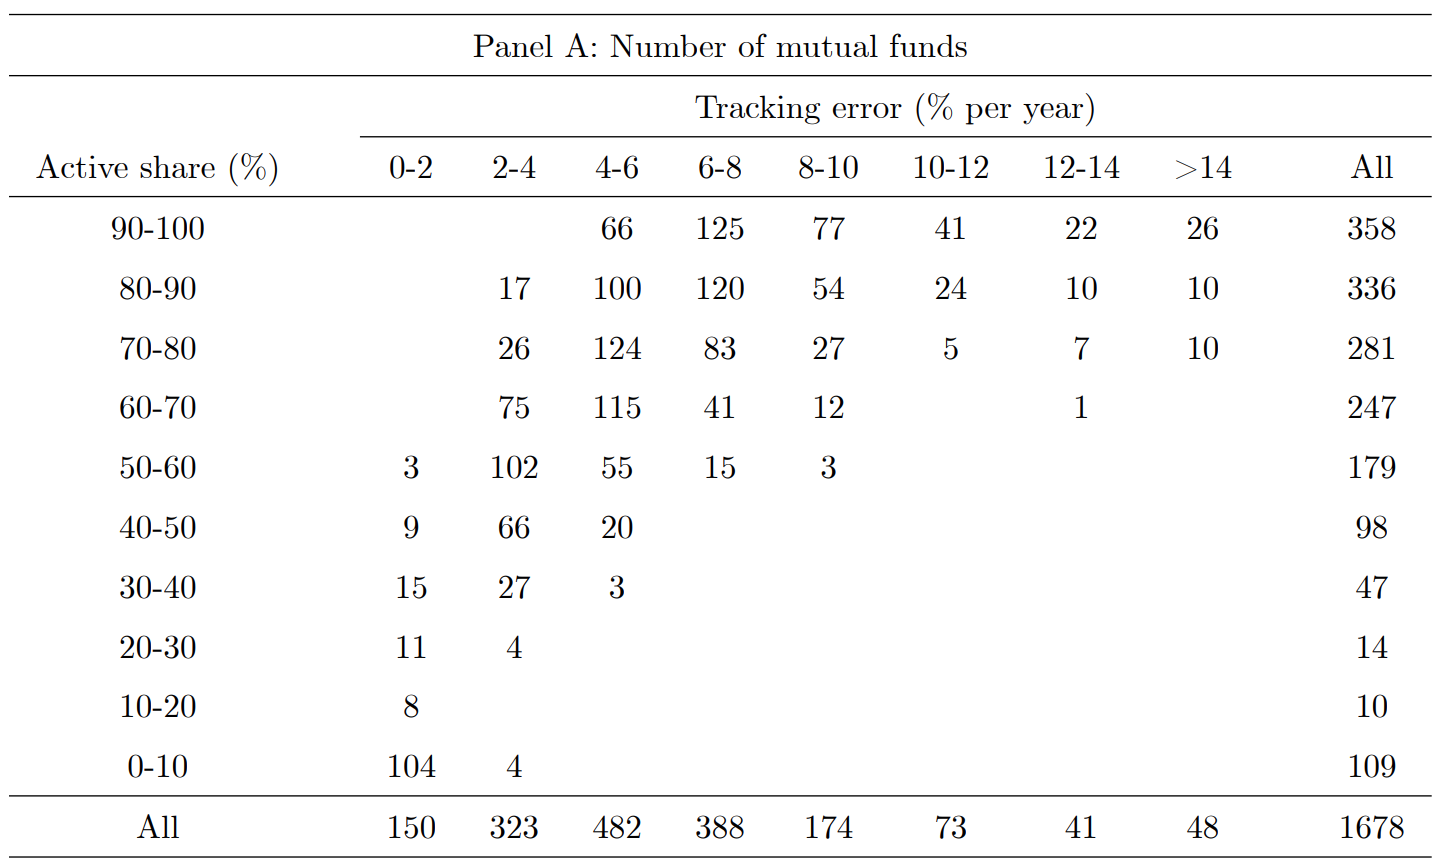 Panel A: Number of mutual funds
Tracking error (% per year)
Active share (%) 0-2 2-4 4-6 6-8 8-10 10-12 12-14 >14 All
90-100 66 125 77 41 22 26 358
80-90 17 100 120 54 24 10 10 336
70-80 26 124 83 27 5 7 10 281
60-70 75 115 41 12 1 247
50-60 3 102 55 15 3 179
40-50 9 66 20 98
30-40 15 27 3 47
20-30 11 4 14
10-20 8 10
0-10 104 4 109
All 150 323 482 388 174 73 41 48 1678